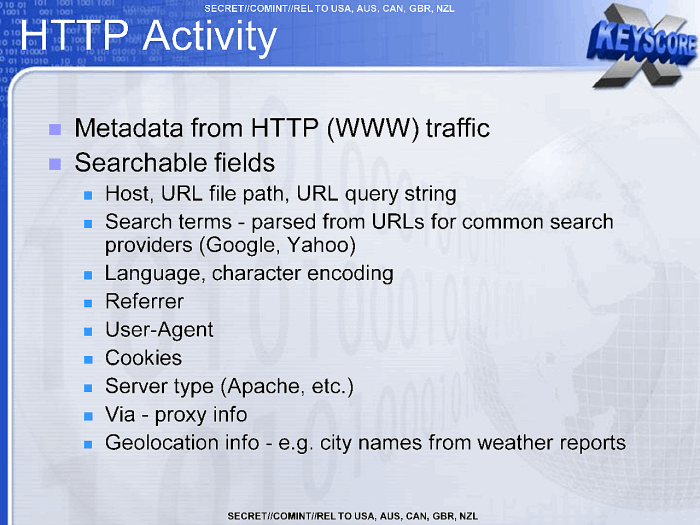 SECRET//COMINT//REL TO USA, AUS, CAN, GBR, NZL
HTTP Activity
X
KEYSCORE
Metadata from HTTP (WWW) traffic
Searchable fields
Host, URL file path, URL query string
Search terms - parsed from URLs for common search
providers (Google, Yahoo)
Language, character encoding
Referrer
User-Agent
Cookies
Server type (Apache, etc.)
Via - proxy info
Geolocation info - e.g. city names from weather reports
SECRET//COMINT//REL TO USA, AUS, CAN, GBR, NZL